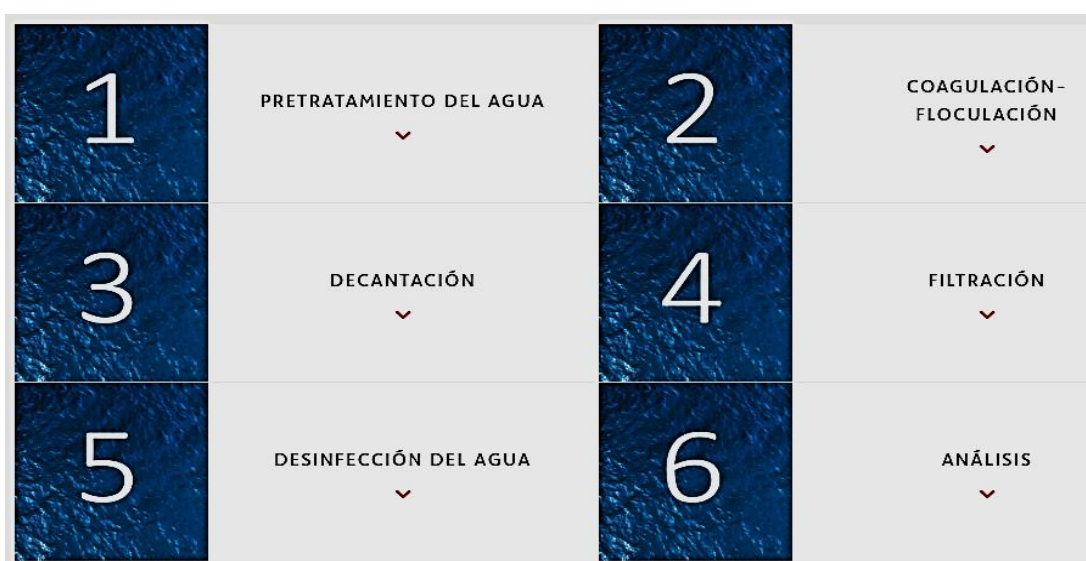 1
PRETRATAMIENTO DEL AGUA
2
COAGULACIÓN-
FLOCULACIÓN
3
DECANTACIÓN
4
FILTRACIÓN
5
DESINFECCIÓN DEL AGUA
6
ANÁLISIS